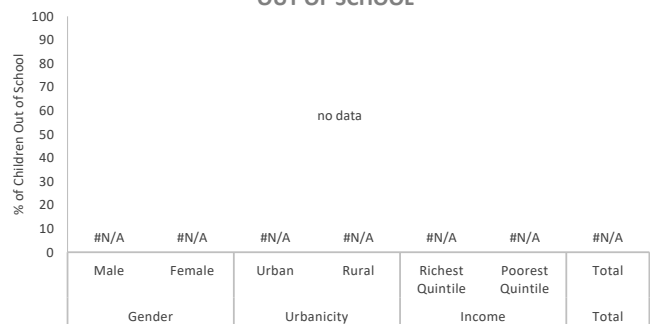 OUT OF SCHOOL
100
90
80
70
60
50
40
30
20
10
0
% of Children Out of School
no data
#N/A #N/A #N/A #N/A #N/A #N/A #N/A
Male Female Urban Rural Richest Quintile Poorest Quintile Total
Gender Urbanicity Income Total